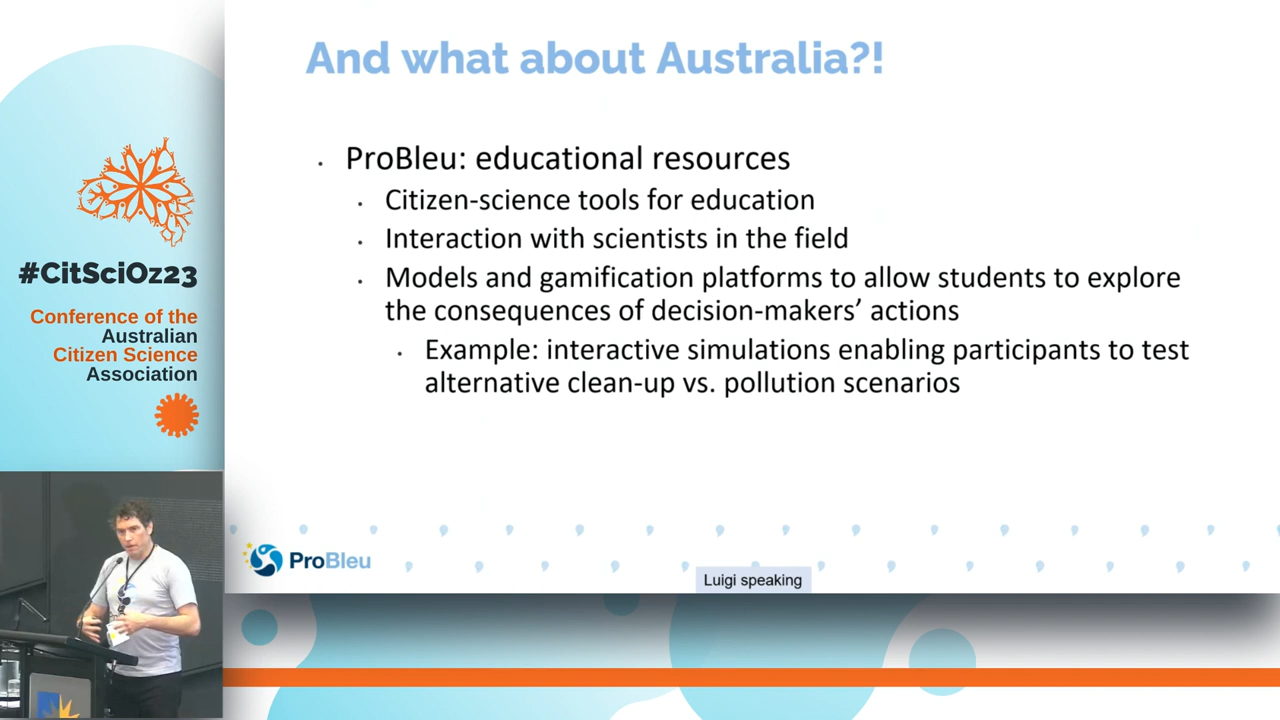 And what about Australia?!
· ProBleu: educational resources
· Citizen-science tools for education
· Interaction with scientists in the field
· Models and gamification platforms to allow students to explore
the consequences of decision-makers’ actions
· Example: interactive simulations enabling participants to test
alternative clean-up vs. pollution scenarios
#CitSciOz23
Conference of the
Australian
Citizen Science
Association
ProBleu
Luigi speaking